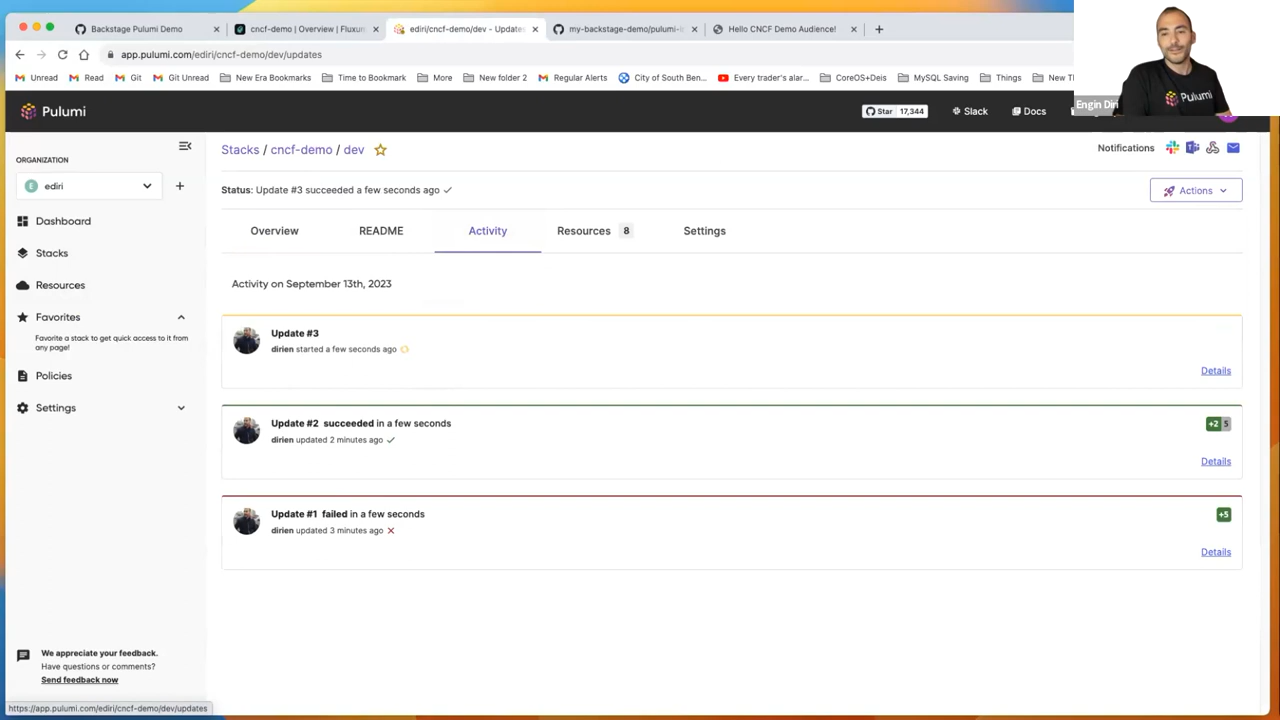 Backstage Pulumi Demo
cncf-demo | Overview | Fluxun
ediri/cncf-demo/dev - Updates
my-backstage-demo/pulumi-
Hello CNCF Demo Audience!
app.pulumi.com/ediri/cncf-demo/dev/updates
Unread
Read
Git
Git Unread
New Era Bookmarks
Time to Bookmark
More
New folder 2
Regular Alerts
City of South Ben...
Every trader's alar...
CoreOS+Deis
MySQL Saving
Things
Pulumi
Engin Diri
Pulumi
Star 17,344
Slack
Docs
ORGANIZATION
E ediri
Dashboard
Stacks
Resources
Favorites
Favorite a stack to get quick access to it from
any page!
Policies
Settings
We appreciate your feedback.
Have questions or comments?
Send feedback now
Stacks / cncf-demo / dev
Notifications
Status: Update #3 succeeded a few seconds ago
Actions
Overview
README
Activity
Resources 8
Settings
Activity on September 13th, 2023
Update #3
dirien started a few seconds ago
Details
Update #2 succeeded in a few seconds
+2 5
dirien updated 2 minutes ago
Details
Update #1 failed in a few seconds
+5
dirien updated 3 minutes ago
Details
https://app.pulumi.com/ediri/cncf-demo/dev/updates